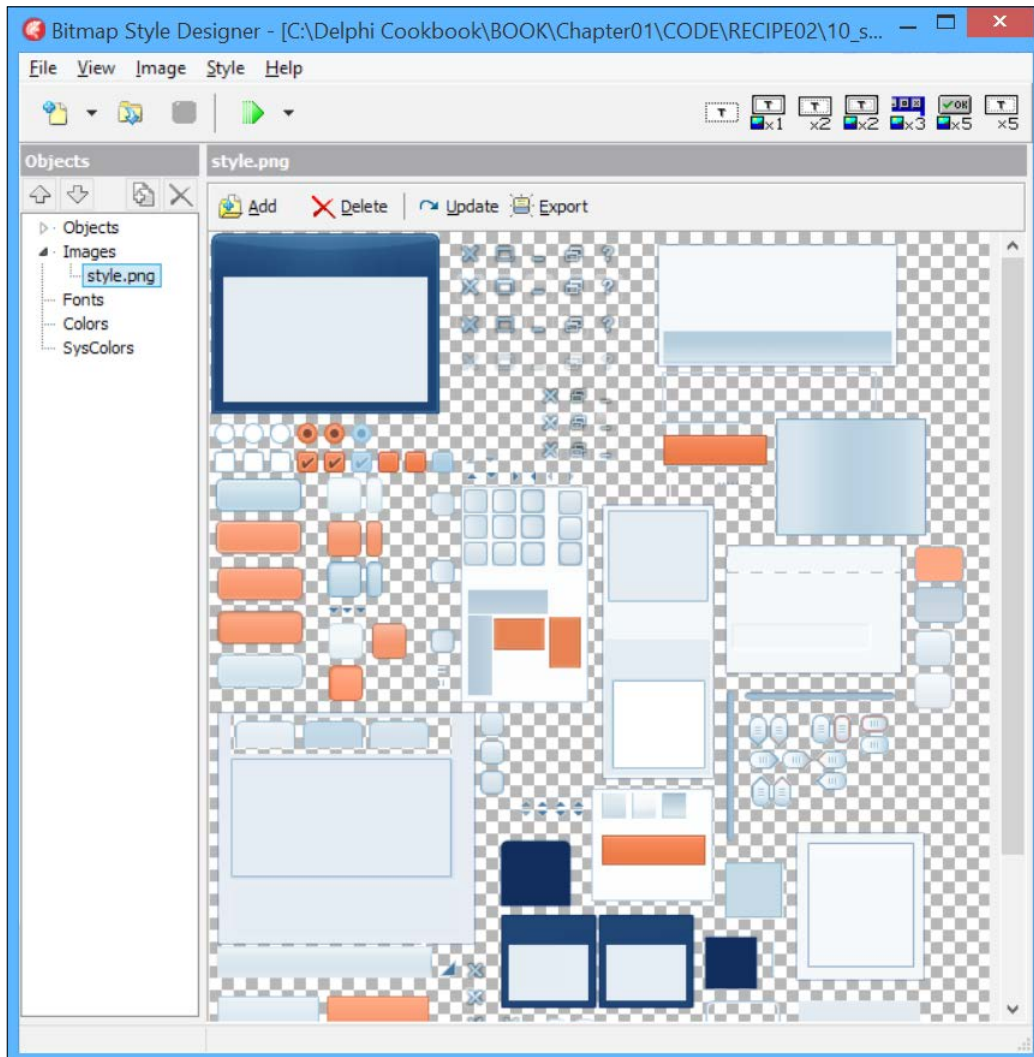 Bitmap Style Designer - [C:\Delphi Cookbook\BOOK\Chapter01\CODE\RECIPE02\10_s...
File View Image Style Help
T T x1 T x2 T x2 x3 OK x5 T x5
Objects
style.png
Add Delete Update Export
Objects
Images
style.png
Fonts
Colors
SysColors